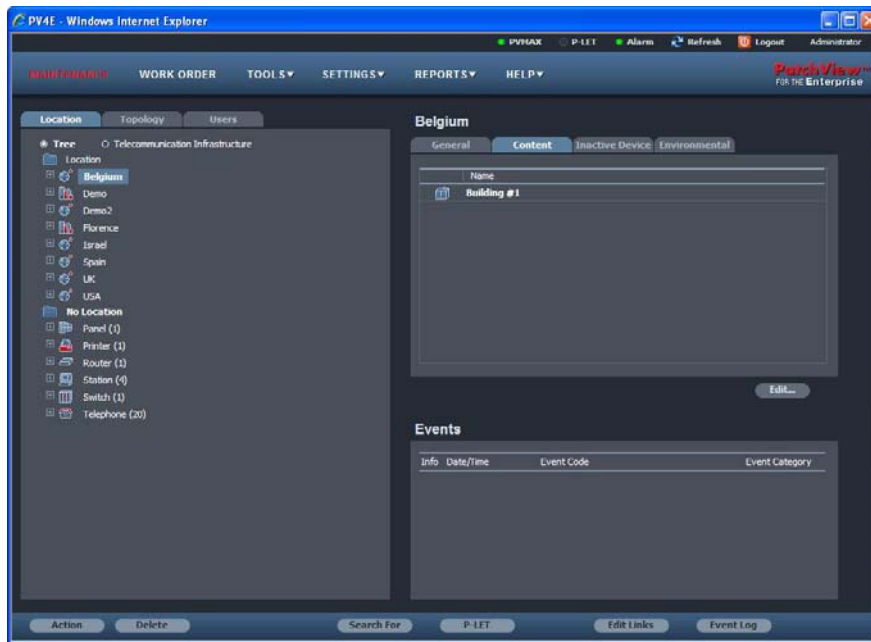 PV4E - Windows Internet Explorer
PVMAX P-LET Alarm Refresh Logout Administrator
MAINTENANCE WORK ORDER TOOLS▼ SETTINGS▼ REPORTS▼ HELP▼
PatchView™
FOR THE Enterprise
Location Topology Users
Tree Telecommunication Infrastructure
Location
Belgium
Demo
Demo2
Florence
Israel
Spain
UK
USA
No Location
Panel (1)
Printer (1)
Router (1)
Station (4)
Switch (1)
Telephone (20)
Belgium
General Content Inactive Device Environmental
Name
Building #1
Edit...
Events
Info Date/Time Event Code Event Category
Action Delete Search For P-LET Edit Links Event Log